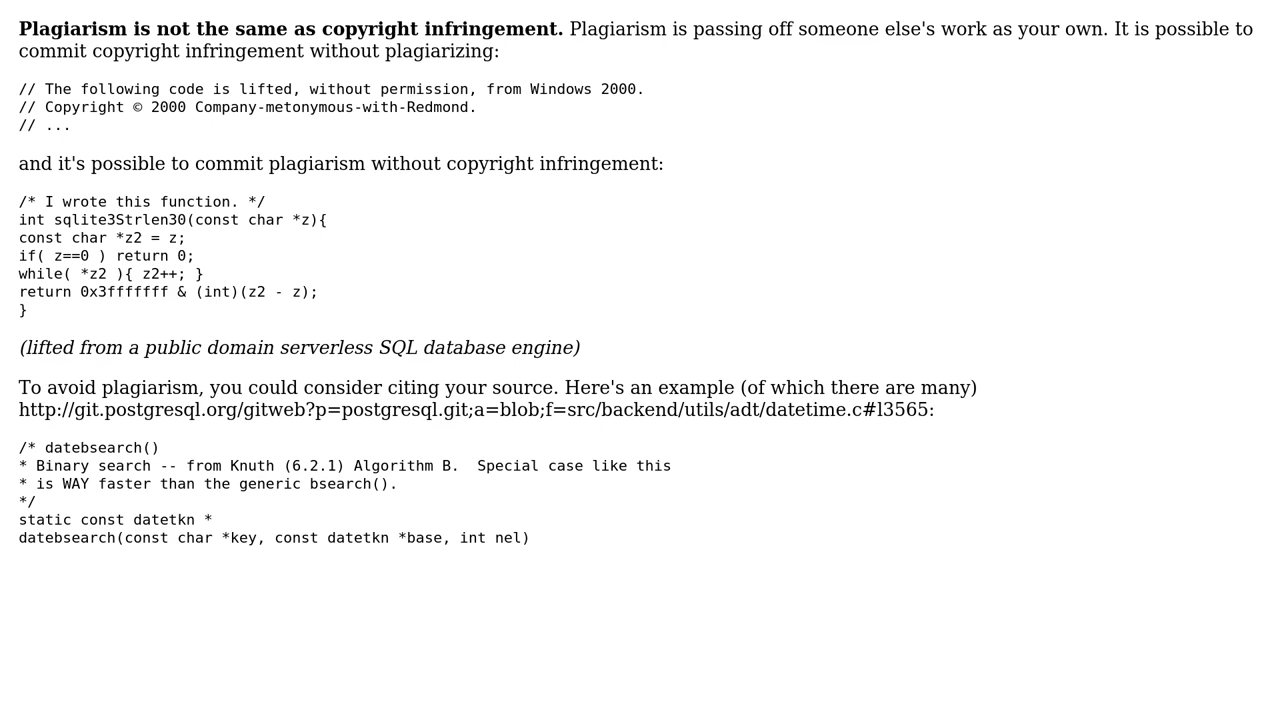 Plagiarism is not the same as copyright infringement. Plagiarism is passing off someone else's work as your own. It is possible to
commit copyright infringement without plagiarizing:
// The following code is lifted, without permission, from Windows 2000.
// Copyright © 2000 Company-metonymous-with-Redmond.
// ...
and it's possible to commit plagiarism without copyright infringement:
/* I wrote this function. */
int sqlite3Strlen30(const char *z){
const char *z2 = z;
if( z==0 ) return 0;
while( *z2 ){ z2++; }
return 0x3fffffff & (int)(z2 - z);
}
(lifted from a public domain serverless SQL database engine)
To avoid plagiarism, you could consider citing your source. Here's an example (of which there are many)
http://git.postgresql.org/gitweb?p=postgresql.git;a=blob;f=src/backend/utils/adt/datetime.c#l3565:
/* datebsearch()
* Binary search -- from Knuth (6.2.1) Algorithm B.  Special case like this
* is WAY faster than the generic bsearch().
*/
static const datetkn *
datebsearch(const char *key, const datetkn *base, int nel)